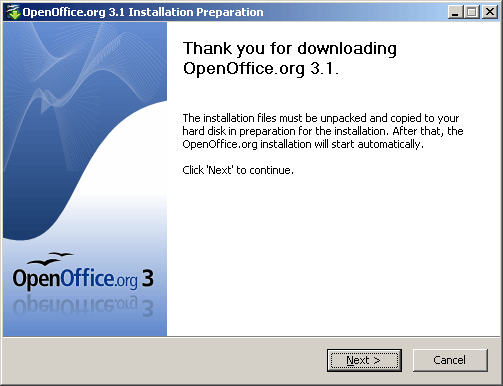 OpenOffice.org 3.1 Installation Preparation
Thank you for downloading
OpenOffice.org 3.1.
The installation files must be unpacked and copied to your
hard disk in preparation for the installation. After that, the
OpenOffice.org installation will start automatically.
Click 'Next' to continue.
OpenOffice.org 3
Next >
Cancel